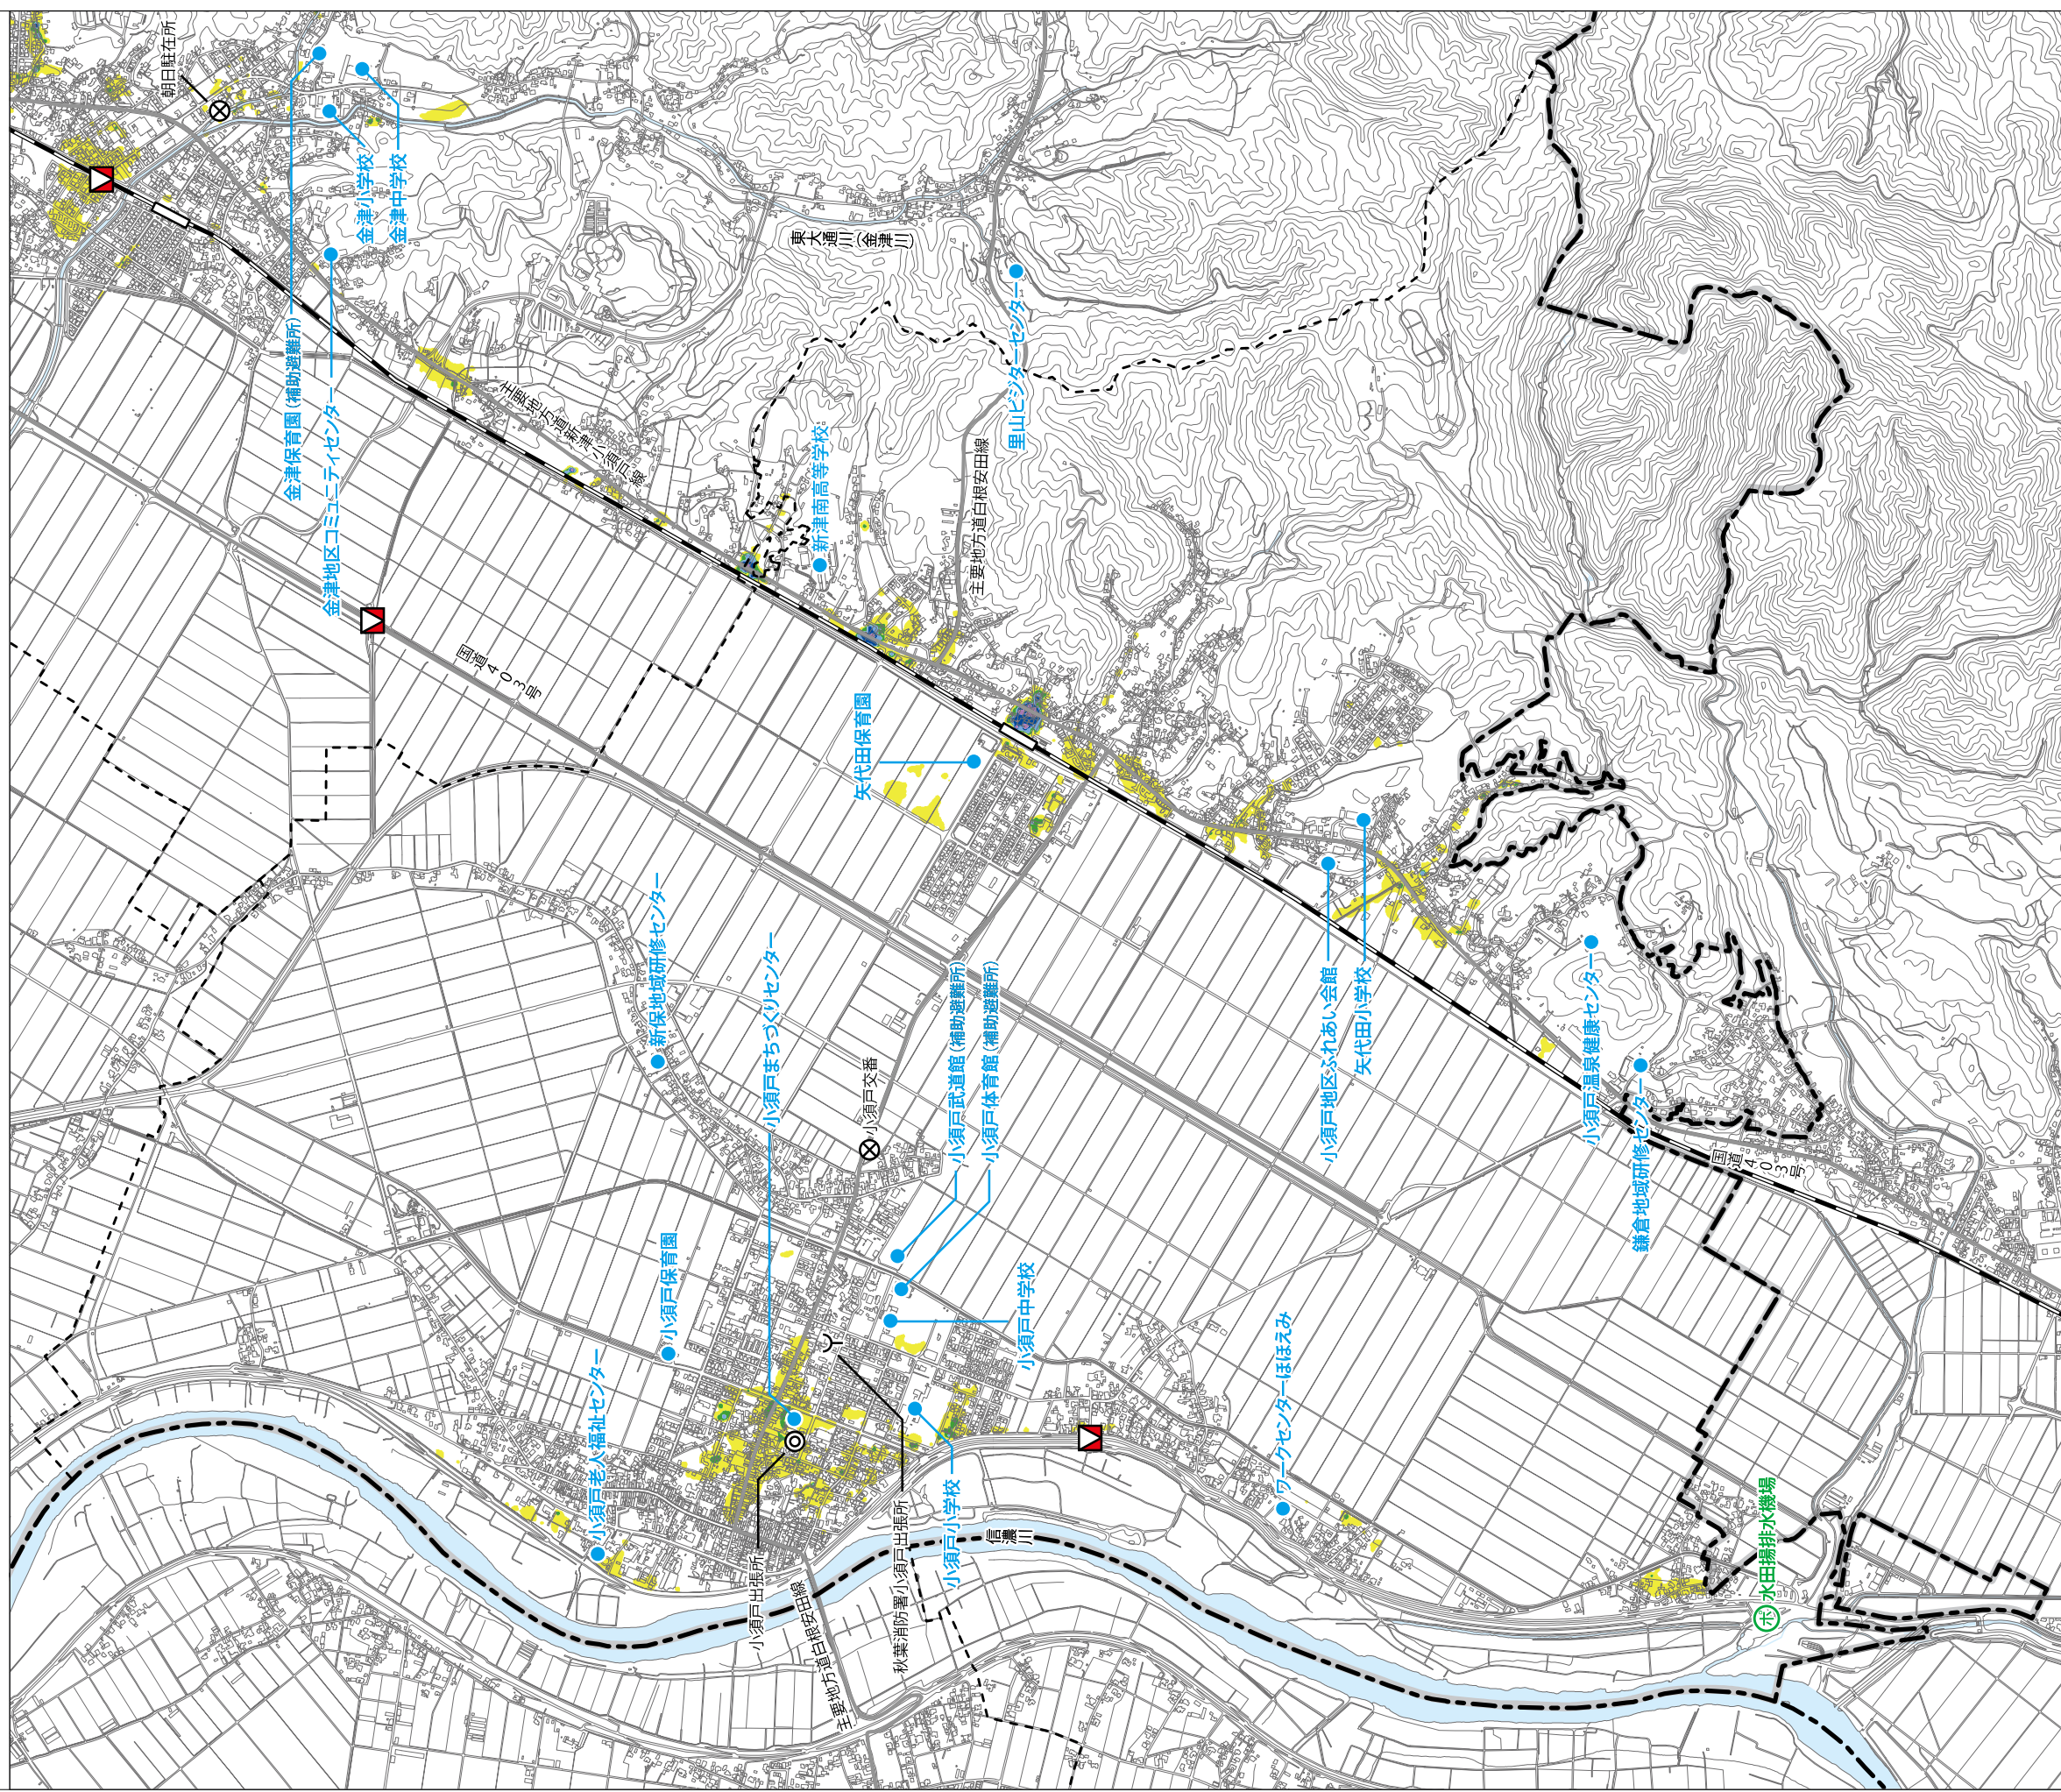 朝日駐在所
金津小学校
金津中学校
金津保育園(補助避難所)
金津地区コミュニティセンター
東大通川(金津川)
里山ビジターセンター
主要地方道新津小須戸線
新津南高等学校
主要地方道白根安田線
国道403号
矢代田保育園
新保地域研修センター
小須戸まちづくりセンター
小須戸交番
小須戸武道館(補助避難所)
小須戸体育館(補助避難所)
小須戸地区ふれあい会館
矢代田小学校
小須戸温泉健康センター
鎌倉地域研修センター
国道403号
小須戸保育園
小須戸中学校
小須戸老人福祉センター
ワークセンターほほえみ
小須戸小学校
信濃川
小須戸出張所
秋葉消防署小須戸出張所
主要地方道白根安田線
ポ 水田揚排水機場